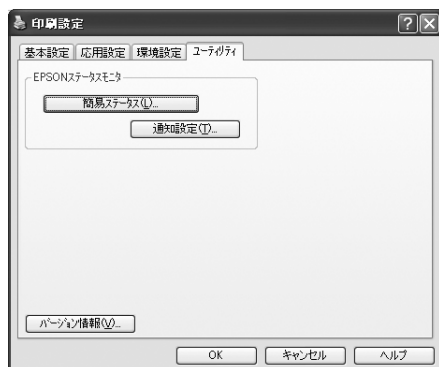 印刷設定
基本設定 応用設定 環境設定 ユーティリティ
EPSONステータスモニタ
簡易ステータス(L)...
通知設定(T)...
バージョン情報(V)...
OK キャンセル ヘルプ